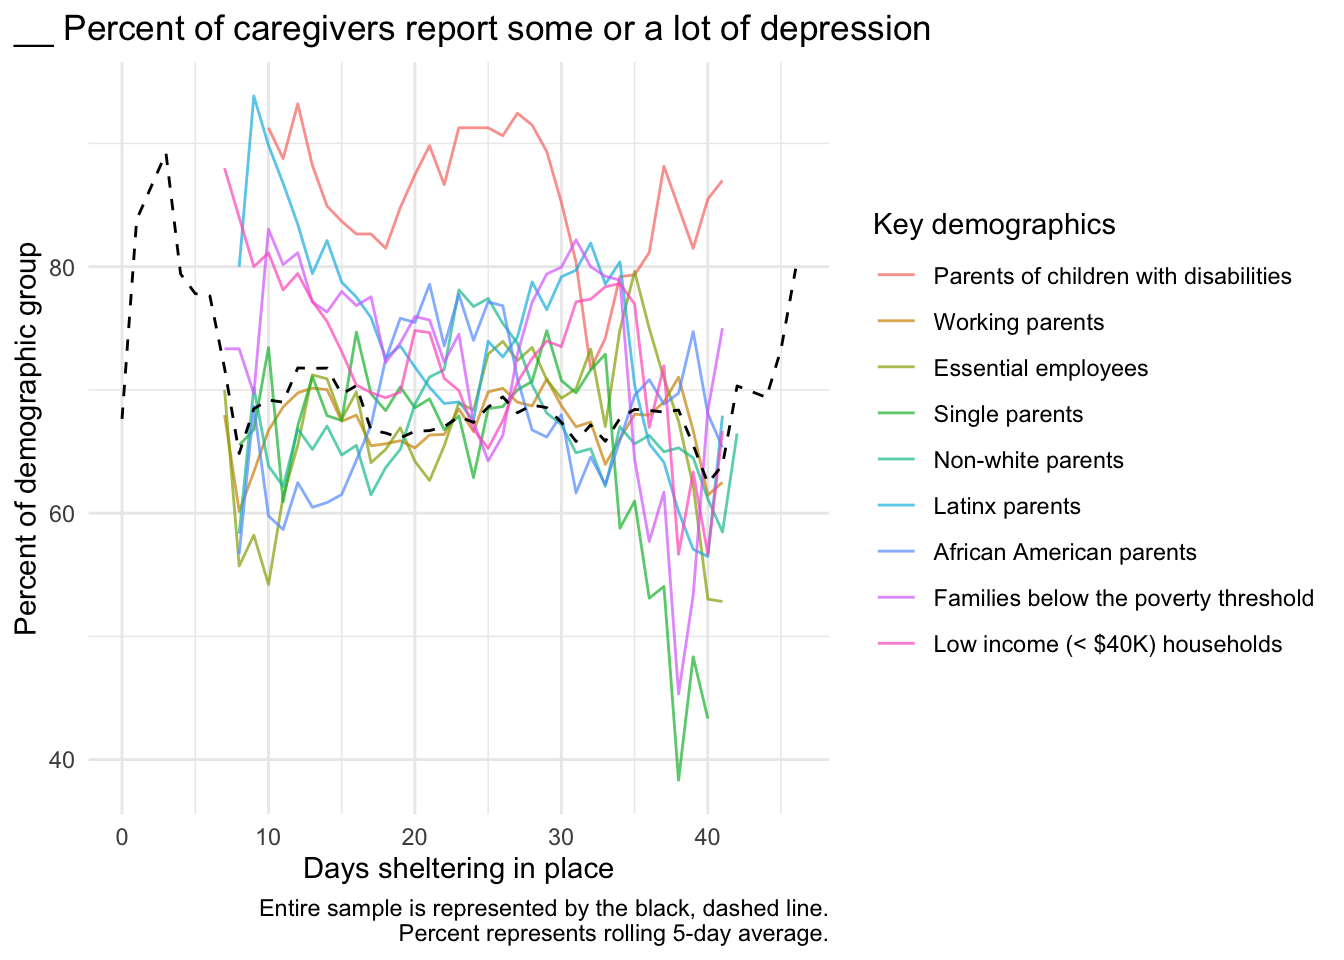 __ Percent of caregivers report some or a lot of depression
Percent of demographic group
80
60
40
0 10 20 30 40
Days sheltering in place
Entire sample is represented by the black, dashed line.
Percent represents rolling 5-day average.
Key demographics
Parents of children with disabilities
Working parents
Essential employees
Single parents
Non-white parents
Latinx parents
African American parents
Families below the poverty threshold
Low income (< $40K) households